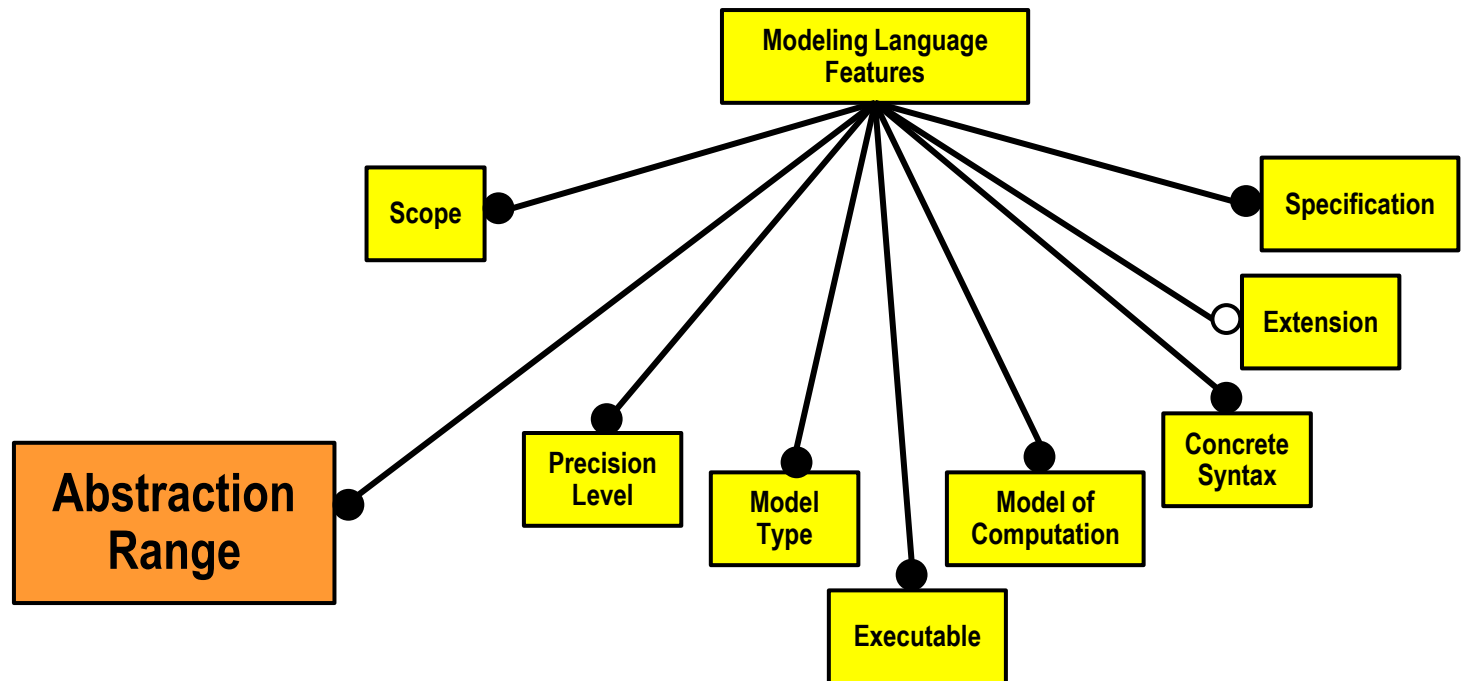 Modeling Language
Features
Scope
Specification
Extension
Abstraction
Range
Precision
Level
Model
Type
Model of
Computation
Concrete
Syntax
Executable